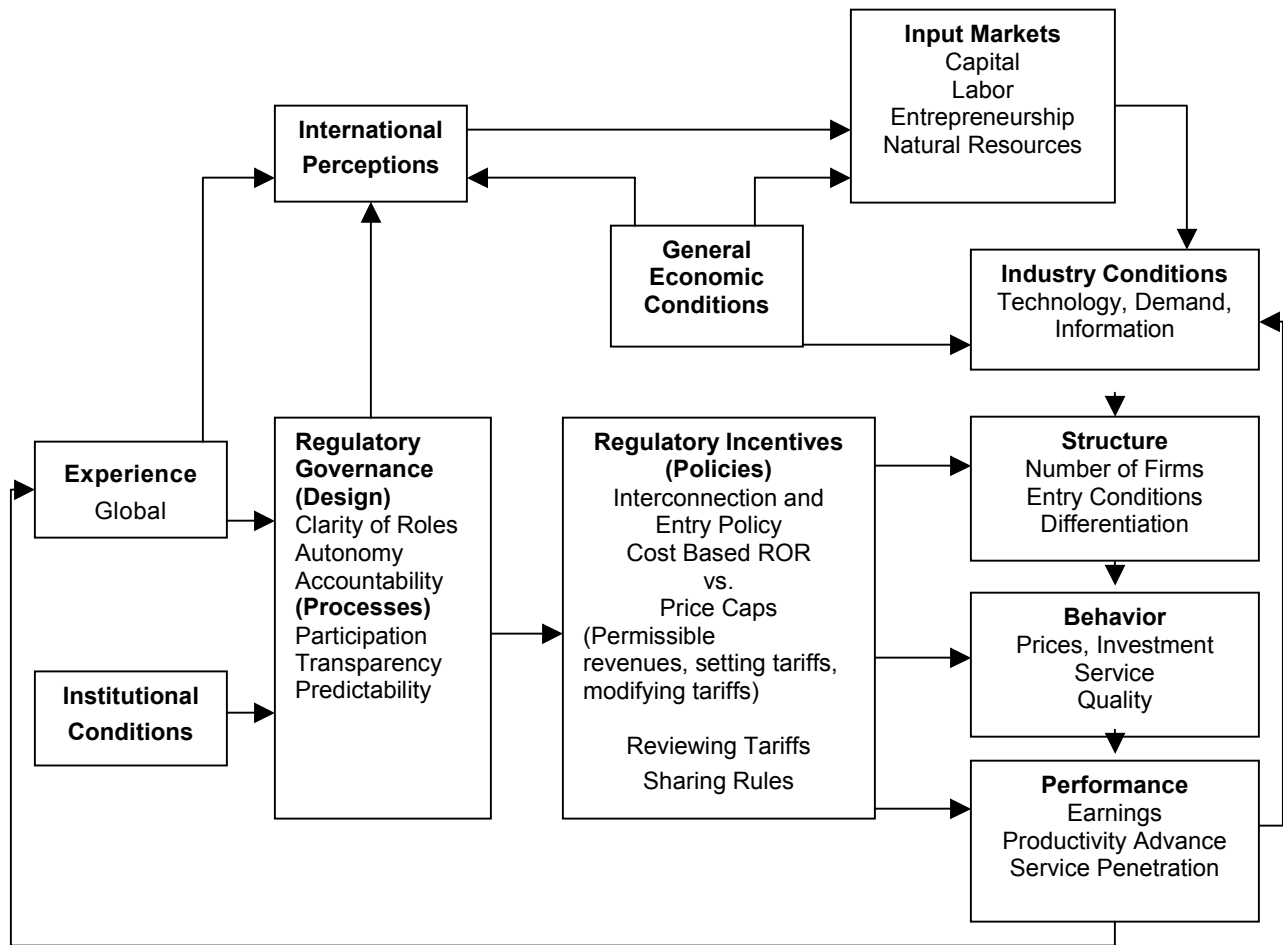 Input Markets
Capital
Labor
Entrepreneurship
Natural Resources
International
Perceptions
General
Economic
Conditions
Industry Conditions
Technology, Demand,
Information
Experience
Global
Institutional
Conditions
Regulatory
Governance
(Design)
Clarity of Roles
Autonomy
Accountability
(Processes)
Participation
Transparency
Predictability
Regulatory Incentives
(Policies)
Interconnection and
Entry Policy
Cost Based ROR
vs.
Price Caps
(Permissible
revenues, setting tariffs,
modifying tariffs)
Reviewing Tariffs
Sharing Rules
Structure
Number of Firms
Entry Conditions
Differentiation
Behavior
Prices, Investment
Service
Quality
Performance
Earnings
Productivity Advance
Service Penetration